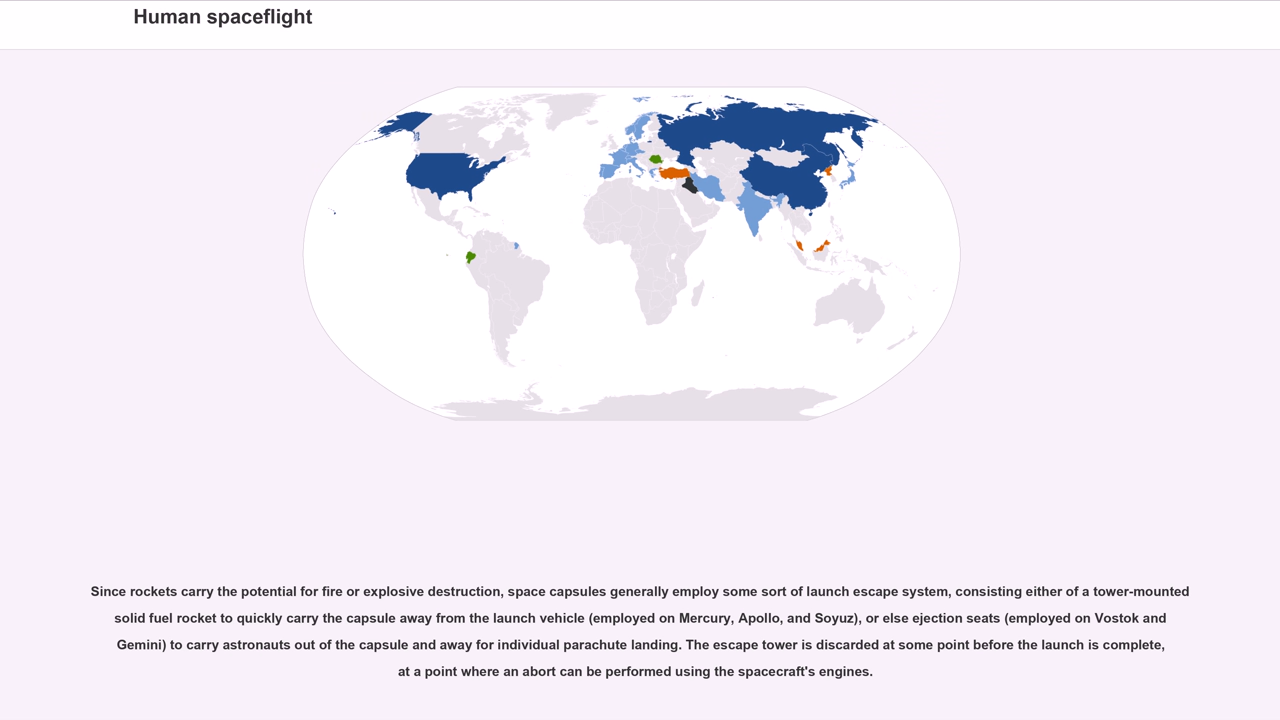 Human spaceflight
Since rockets carry the potential for fire or explosive destruction, space capsules generally employ some sort of launch escape system, consisting either of a tower-mounted
solid fuel rocket to quickly carry the capsule away from the launch vehicle (employed on Mercury, Apollo, and Soyuz), or else ejection seats (employed on Vostok and
Gemini) to carry astronauts out of the capsule and away for individual parachute landing. The escape tower is discarded at some point before the launch is complete,
at a point where an abort can be performed using the spacecraft's engines.